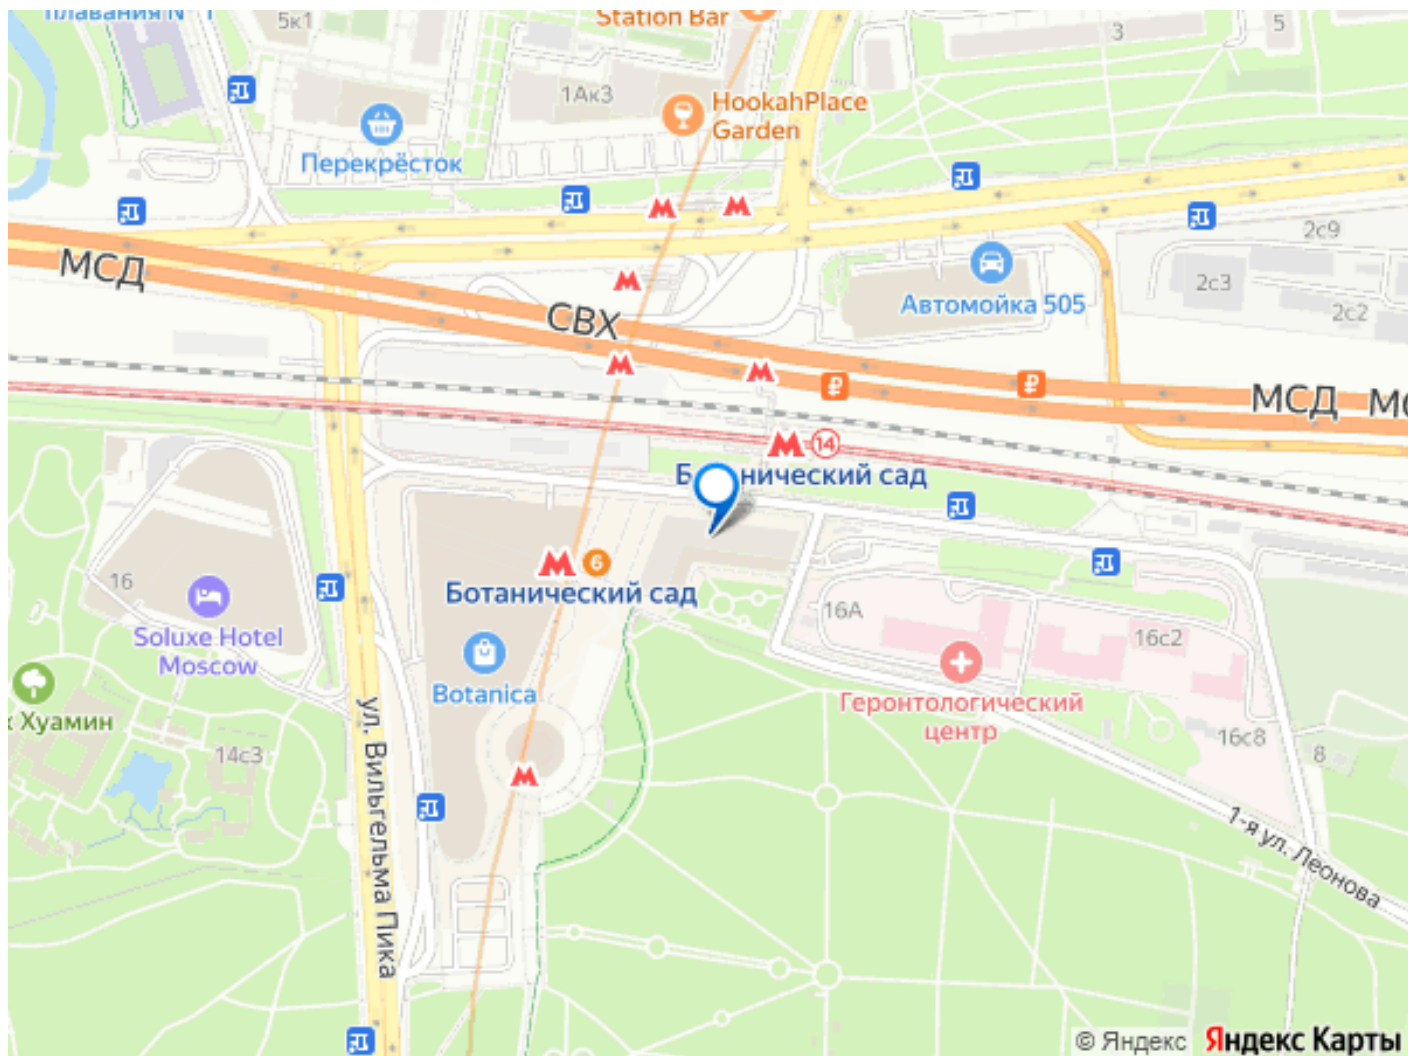 плавания № 1
5к1
Station Bar
3
5
1Ак3
HookahPlace
Garden
Перекрёсток
2с9
МСД
СВХ
Автомойка 505
2с3
2с2
МСД
14
нический сад
16
6
Ботанический сад
16А
16с2
Soluxe Hotel
Moscow
Botanica
Геронтологический
центр
к Хуамин
14с3
16с8
8
ул. Вильгельма Пика
1-я ул. Леонова
© Яндекс Яндекс Карты